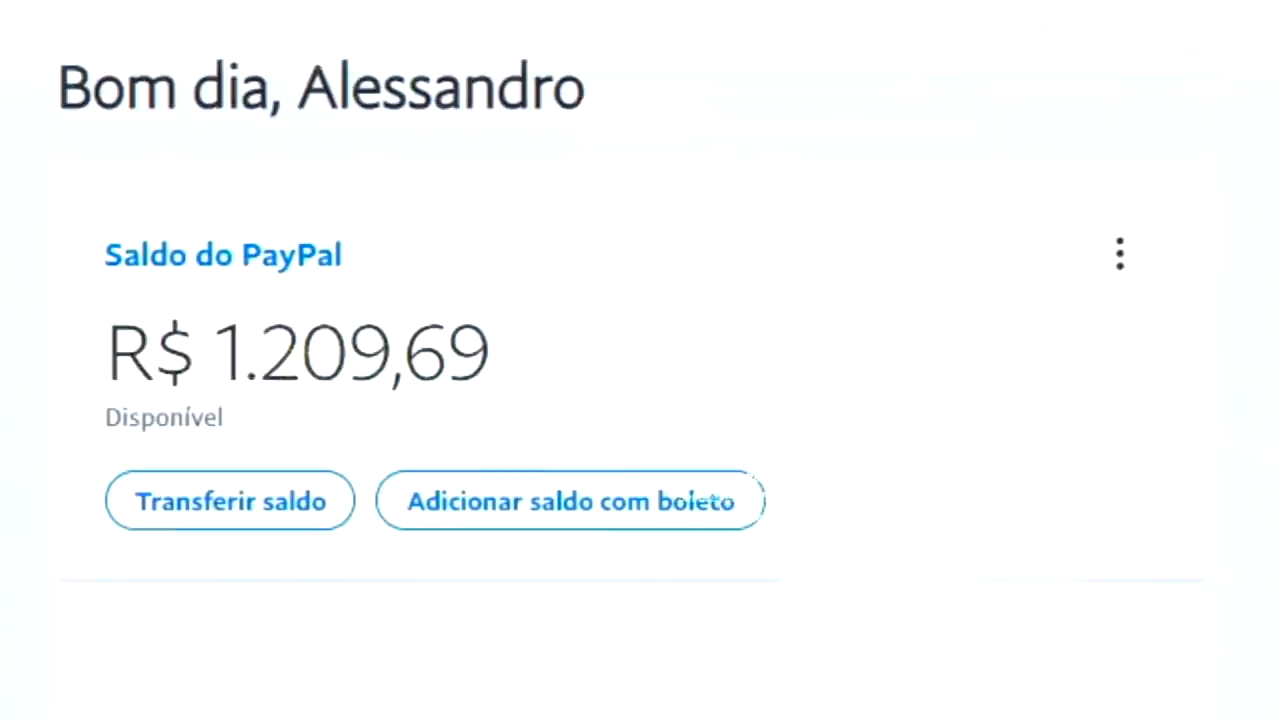 Bom dia, Alessandro
Saldo do PayPal
R$ 1.209,69
Disponível
Transferir saldo
Adicionar saldo com boleto